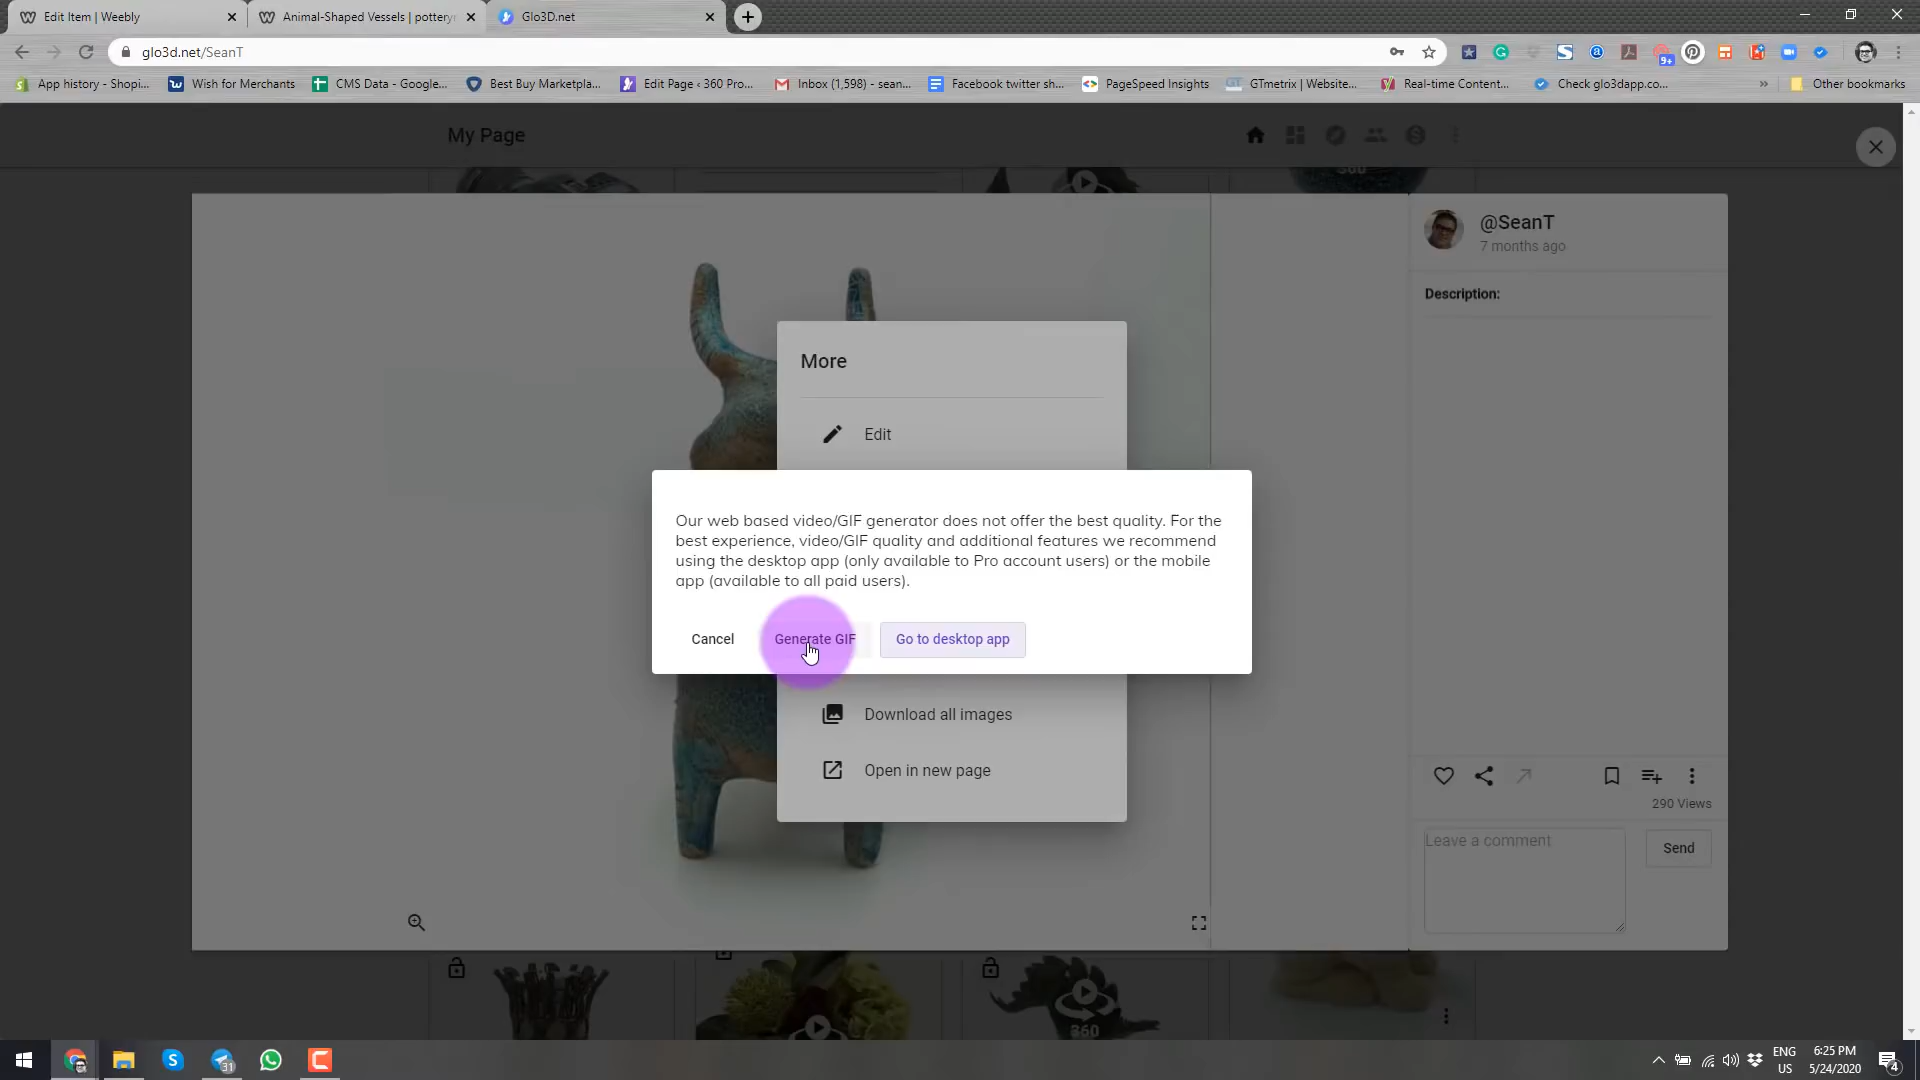 Edit Item | Weebly
Animal-Shaped Vessels | pottery
Glo3D.net
glo3d.net/SeanT
9+
App history - Shopi...
Wish for Merchants
CMS Data - Google...
Best Buy Marketpla...
Edit Page ‹ 360 Pro...
Inbox (1,598) - sean...
Facebook twitter sh...
PageSpeed Insights
GTmetrix | Website...
Real-time Content...
Check glo3dapp.co...
»
Other bookmarks
My Page
360
@SeanT
7 months ago
Description:
More
Edit
Our web based video/GIF generator does not offer the best quality. For the
best experience, video/GIF quality and additional features we recommend
using the desktop app (only available to Pro account users) or the mobile
app (available to all paid users).
Cancel
Generate GIF
Go to desktop app
Download all images
Open in new page
290 Views
Leave a comment
Send
360
31
ENG
US
6:25 PM
5/24/2020
4